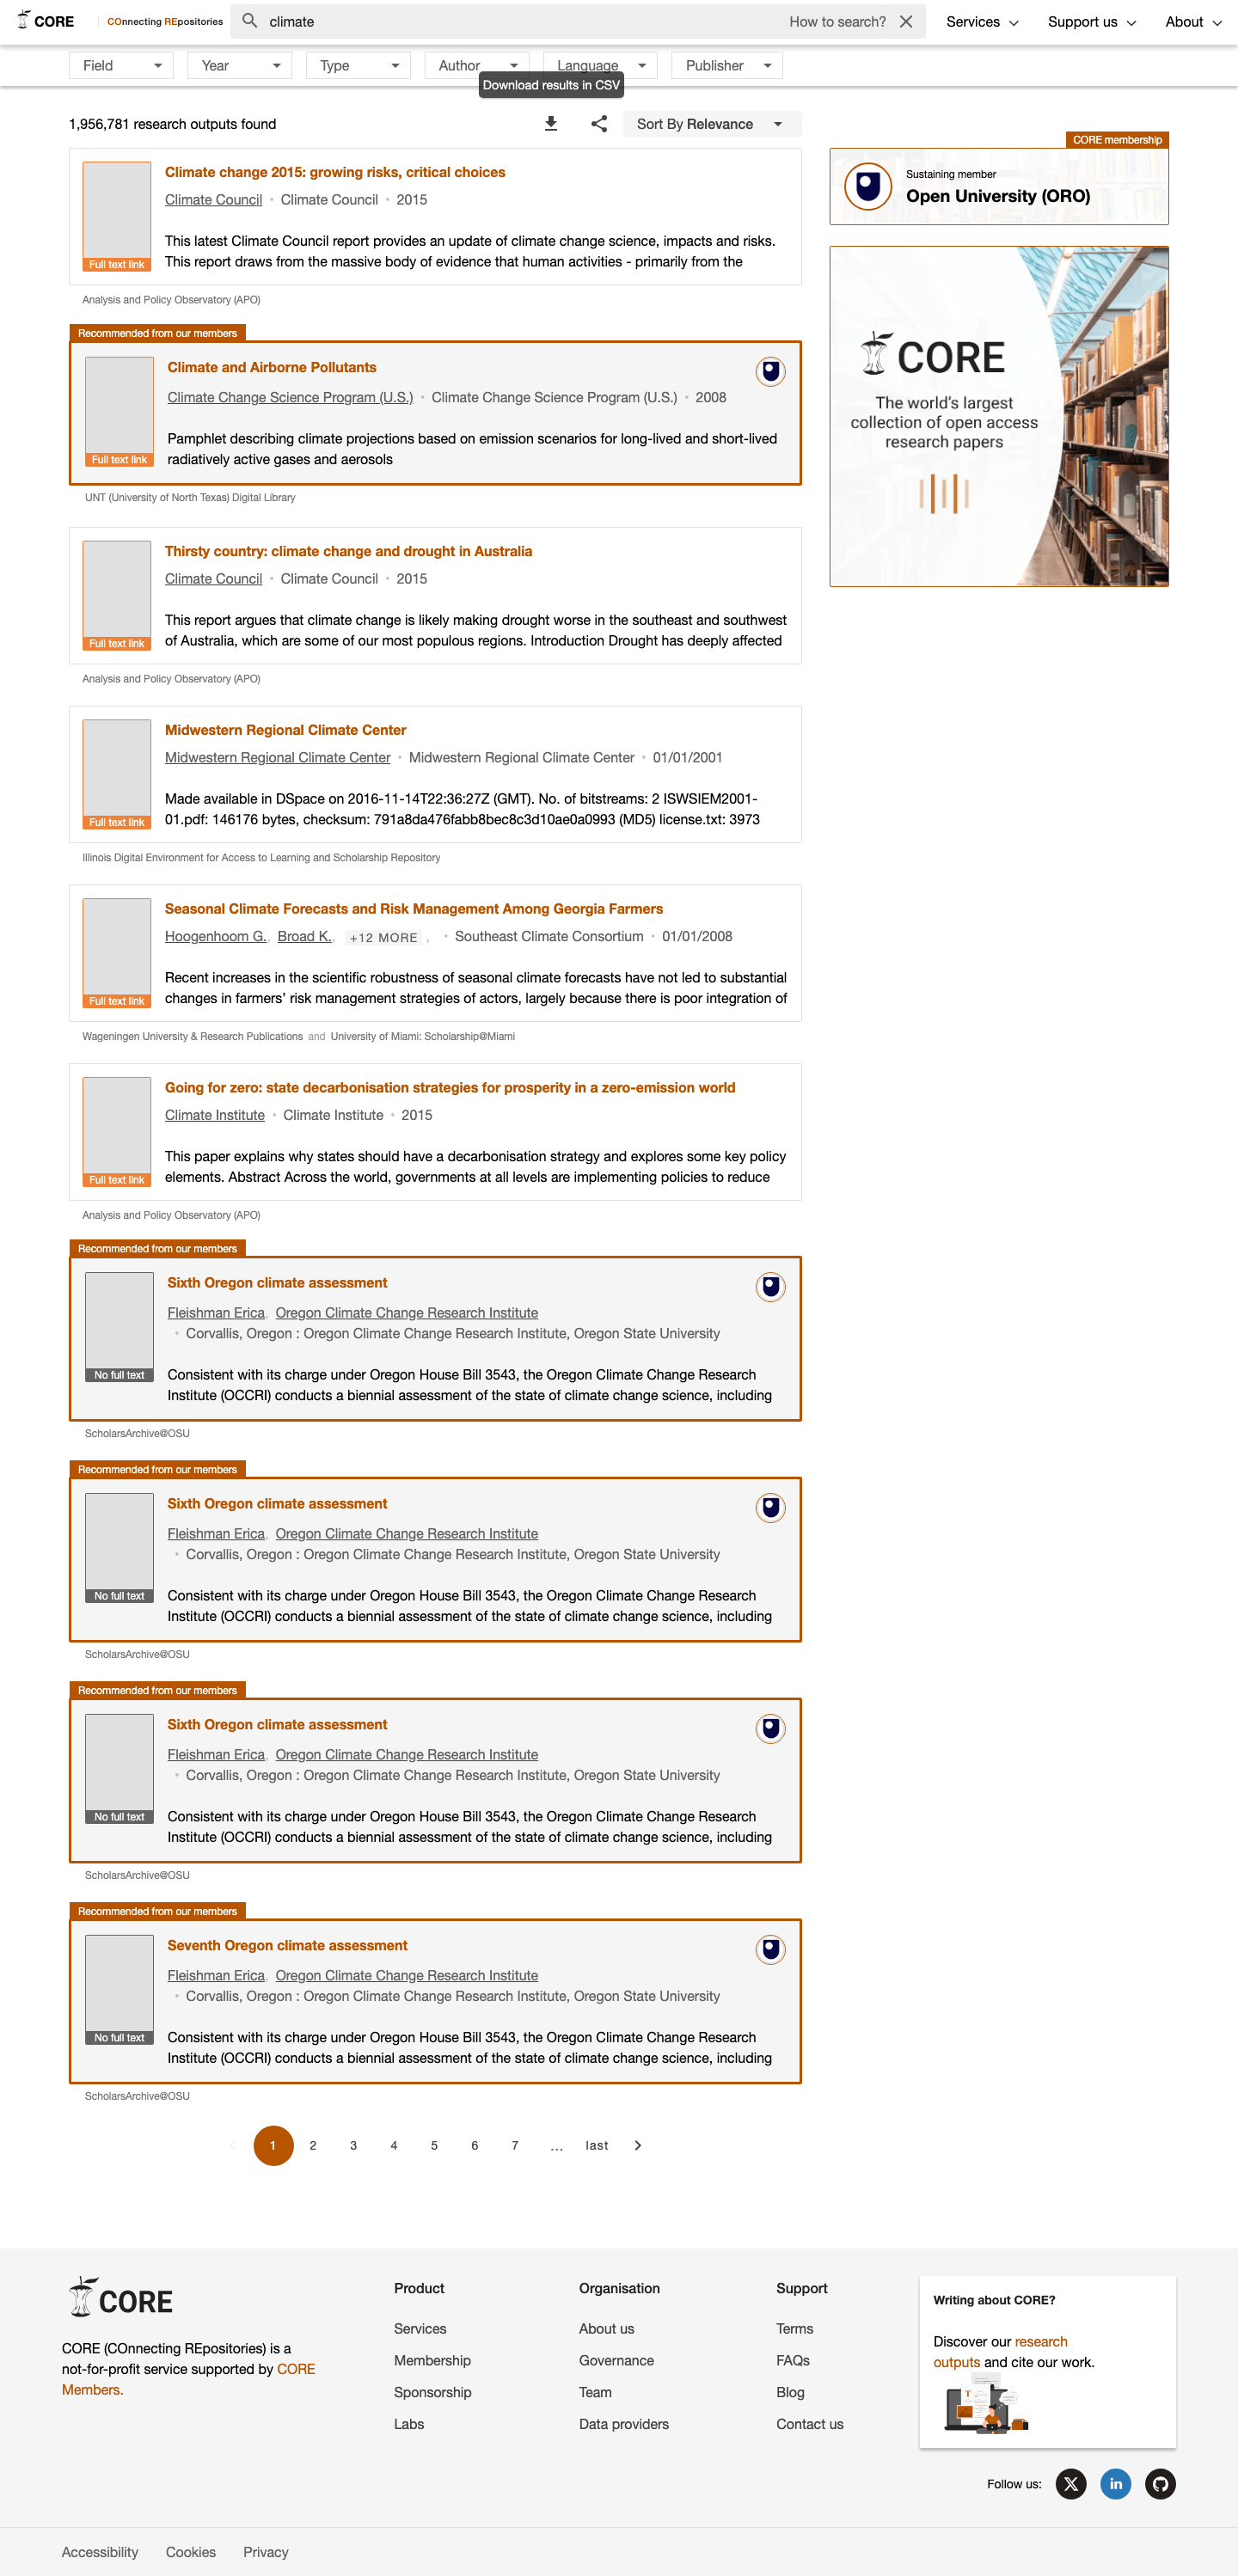 CORE
COnnecting REpositories
climate
How to search?
Services
Support us
About
Field
Year
Type
Author
Language
Publisher
Download results in CSV
1,956,781 research outputs found
Sort By Relevance
Climate change 2015: growing risks, critical choices
Climate Council • Climate Council • 2015
This latest Climate Council report provides an update of climate change science, impacts and risks.
This report draws from the massive body of evidence that human activities - primarily from the
Full text link
Analysis and Policy Observatory (APO)
Recommended from our members
Climate and Airborne Pollutants
Climate Change Science Program (U.S.) • Climate Change Science Program (U.S.) • 2008
Pamphlet describing climate projections based on emission scenarios for long-lived and short-lived
radiatively active gases and aerosols
Full text link
UNT (University of North Texas) Digital Library
Thirsty country: climate change and drought in Australia
Climate Council • Climate Council • 2015
This report argues that climate change is likely making drought worse in the southeast and southwest
of Australia, which are some of our most populous regions. Introduction Drought has deeply affected
Full text link
Analysis and Policy Observatory (APO)
Midwestern Regional Climate Center
Midwestern Regional Climate Center • Midwestern Regional Climate Center • 01/01/2001
Made available in DSpace on 2016-11-14T22:36:27Z (GMT). No. of bitstreams: 2 ISWSIEM2001-
01.pdf: 146176 bytes, checksum: 791a8da476fabb8bec8c3d10ae0a0993 (MD5) license.txt: 3973
Full text link
Illinois Digital Environment for Access to Learning and Scholarship Repository
Seasonal Climate Forecasts and Risk Management Among Georgia Farmers
Hoogenhoom G., Broad K., +12 MORE , • Southeast Climate Consortium • 01/01/2008
Recent increases in the scientific robustness of seasonal climate forecasts have not led to substantial
changes in farmers’ risk management strategies of actors, largely because there is poor integration of
Full text link
Wageningen University & Research Publications and University of Miami: Scholarship@Miami
Going for zero: state decarbonisation strategies for prosperity in a zero-emission world
Climate Institute • Climate Institute • 2015
This paper explains why states should have a decarbonisation strategy and explores some key policy
elements. Abstract Across the world, governments at all levels are implementing policies to reduce
Full text link
Analysis and Policy Observatory (APO)
Recommended from our members
Sixth Oregon climate assessment
Fleishman Erica, Oregon Climate Change Research Institute
• Corvallis, Oregon : Oregon Climate Change Research Institute, Oregon State University
Consistent with its charge under Oregon House Bill 3543, the Oregon Climate Change Research
Institute (OCCRI) conducts a biennial assessment of the state of climate change science, including
No full text
ScholarsArchive@OSU
Recommended from our members
Sixth Oregon climate assessment
Fleishman Erica, Oregon Climate Change Research Institute
• Corvallis, Oregon : Oregon Climate Change Research Institute, Oregon State University
Consistent with its charge under Oregon House Bill 3543, the Oregon Climate Change Research
Institute (OCCRI) conducts a biennial assessment of the state of climate change science, including
No full text
ScholarsArchive@OSU
Recommended from our members
Sixth Oregon climate assessment
Fleishman Erica, Oregon Climate Change Research Institute
• Corvallis, Oregon : Oregon Climate Change Research Institute, Oregon State University
Consistent with its charge under Oregon House Bill 3543, the Oregon Climate Change Research
Institute (OCCRI) conducts a biennial assessment of the state of climate change science, including
No full text
ScholarsArchive@OSU
Recommended from our members
Seventh Oregon climate assessment
Fleishman Erica, Oregon Climate Change Research Institute
• Corvallis, Oregon : Oregon Climate Change Research Institute, Oregon State University
Consistent with its charge under Oregon House Bill 3543, the Oregon Climate Change Research
Institute (OCCRI) conducts a biennial assessment of the state of climate change science, including
No full text
ScholarsArchive@OSU
1 2 3 4 5 6 7 ... last
CORE membership
Sustaining member
Open University (ORO)
CORE
The world's largest
collection of open access
research papers
CORE
CORE (COnnecting REpositories) is a
not-for-profit service supported by CORE
Members.
Product
Services
Membership
Sponsorship
Labs
Organisation
About us
Governance
Team
Data providers
Support
Terms
FAQs
Blog
Contact us
Writing about CORE?
Discover our research
outputs and cite our work.
Follow us:
in
Accessibility
Cookies
Privacy